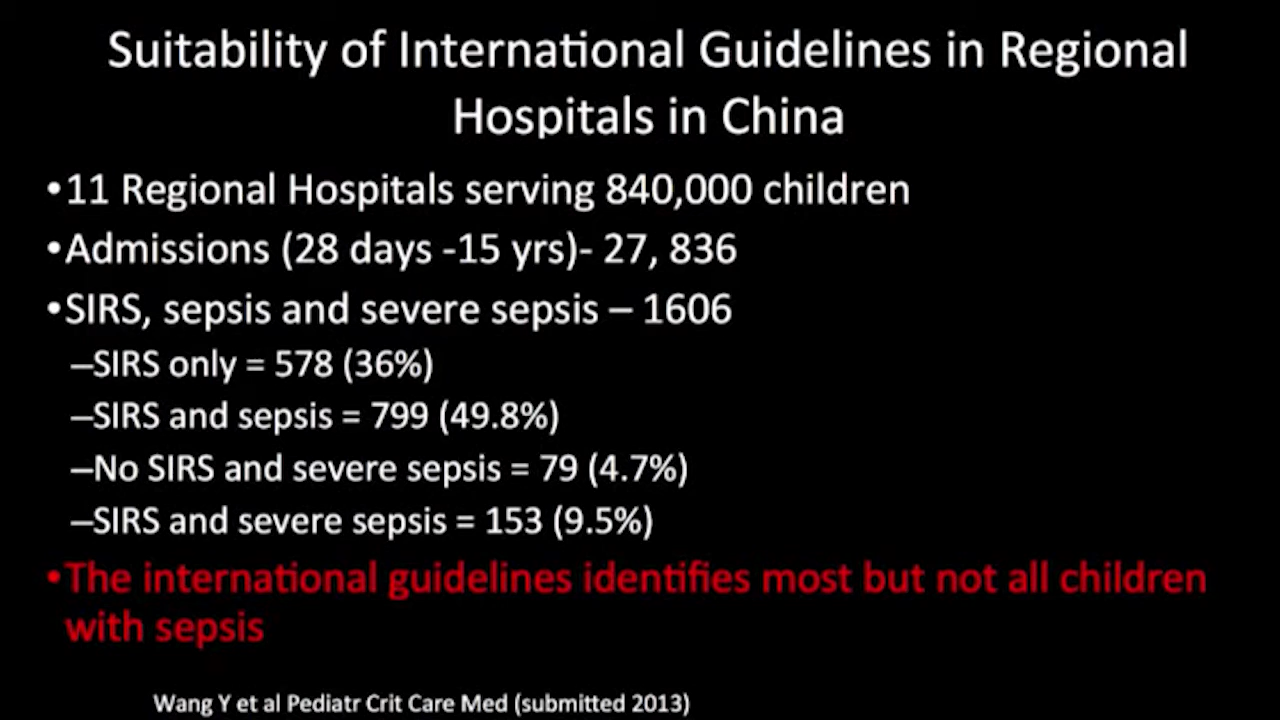 Suitability of International Guidelines in Regional
Hospitals in China
•11 Regional Hospitals serving 840,000 children
•Admissions (28 days -15 yrs)- 27, 836
•SIRS, sepsis and severe sepsis – 1606
–SIRS only = 578 (36%)
–SIRS and sepsis = 799 (49.8%)
–No SIRS and severe sepsis = 79 (4.7%)
–SIRS and severe sepsis = 153 (9.5%)
•The international guidelines identifies most but not all children
with sepsis
Wang Y et al Pediatr Crit Care Med (submitted 2013)